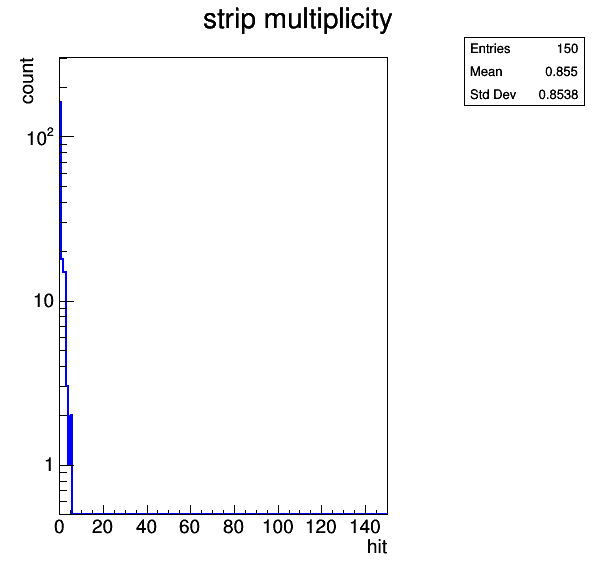 strip multiplicity
Entries 150
Mean 0.855
Std Dev 0.8538
count
10²
10
1
0 20 40 60 80 100 120 140
hit